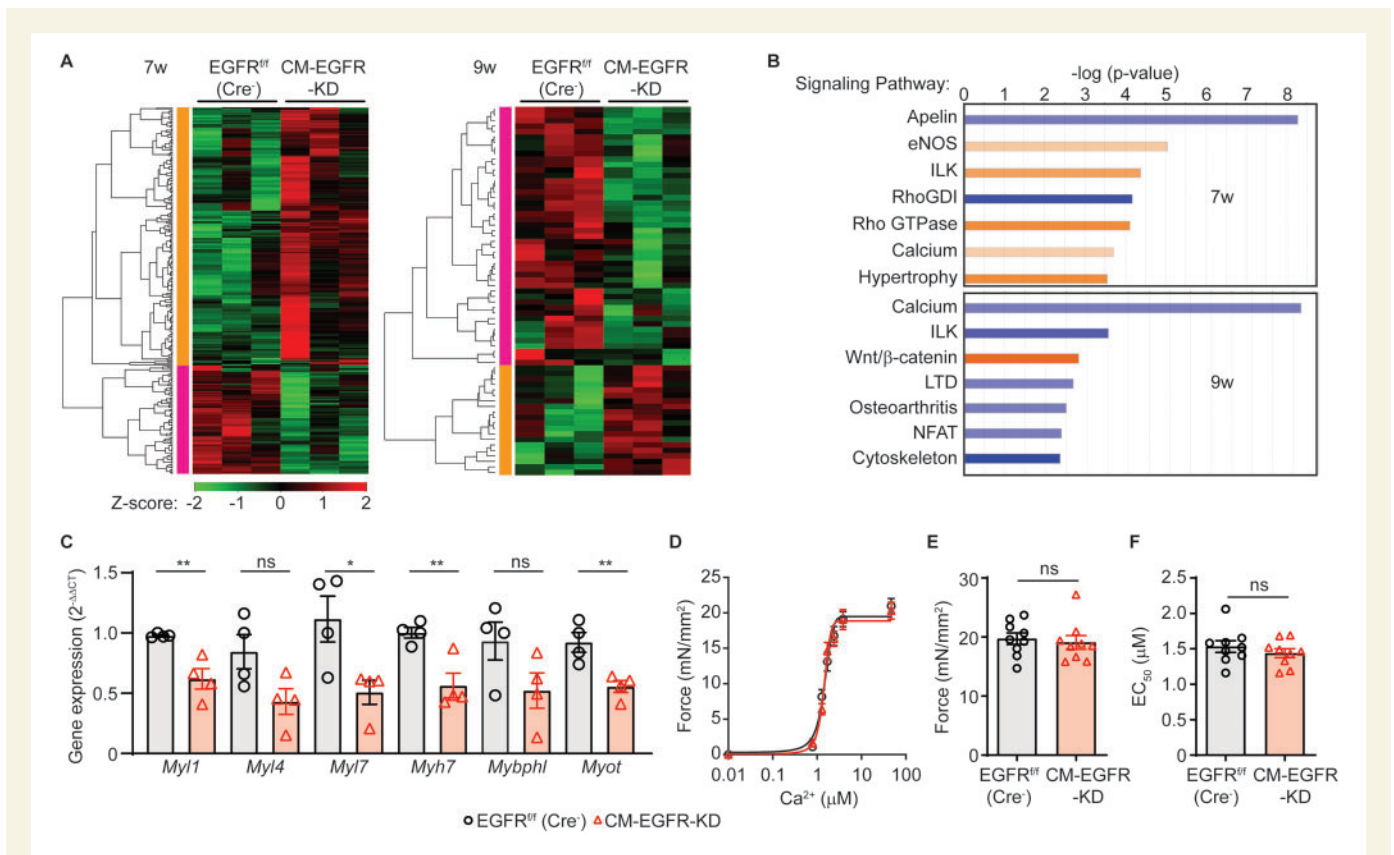 A
7w
EGFRf/f CM-EGFR
(Cre-) -KD
9w
EGFRf/f CM-EGFR
(Cre-) -KD
Z-score: -2 -1 0 1 2
B
-log (p-value)
Signaling Pathway: 0 1 2 3 4 5 6 7 8
Apelin
eNOS
ILK
RhoGDI
Rho GTPase
Calcium
Hypertrophy
7w
Calcium
ILK
Wnt/β-catenin
LTD
Osteoarthritis
NFAT
Cytoskeleton
9w
C
** ns * ** ns **
Gene expression (2-ΔΔCT)
1.5
1.0
0.5
0
Myl1 Myl4 Myl7 Myh7 Mybphl Myot
D
Force (mN/mm²)
25
20
15
10
5
0
0.01 0.1 1 10 100
Ca²⁺ (μM)
E
ns
Force (mN/mm²)
30
20
10
0
EGFRf/f CM-EGFR
(Cre-) -KD
F
ns
EC₅₀ (μM)
2.5
2.0
1.5
1.0
0.5
0
EGFRf/f CM-EGFR
(Cre-) -KD
EGFRf/f (Cre-) CM-EGFR-KD